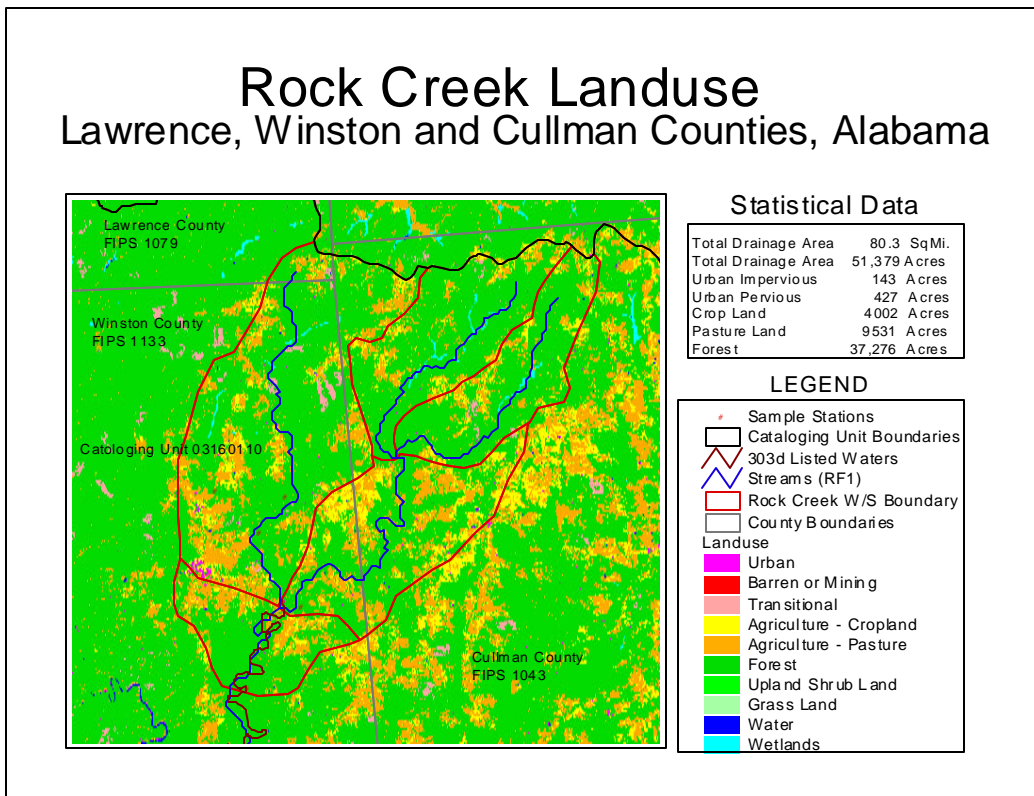 Rock Creek Landuse
Lawrence, Winston and Cullman Counties, Alabama
Lawrence County
FIPS 1079
Winston County
FIPS 1133
Cataloging Unit 03160110
Cullman County
FIPS 1043
Statistical Data
Total Drainage Area 80.3 SqMi.
Total Drainage Area 51,379 Acres
Urban Impervious 143 Acres
Urban Pervious 427 Acres
Crop Land 4002 Acres
Pasture Land 9531 Acres
Forest 37,276 Acres
LEGEND
Sample Stations
Cataloging Unit Boundaries
303d Listed Waters
Streams (RF1)
Rock Creek W/S Boundary
County Boundaries
Landuse
Urban
Barren or Mining
Transitional
Agriculture - Cropland
Agriculture - Pasture
Forest
Upland Shrub Land
Grass Land
Water
Wetlands